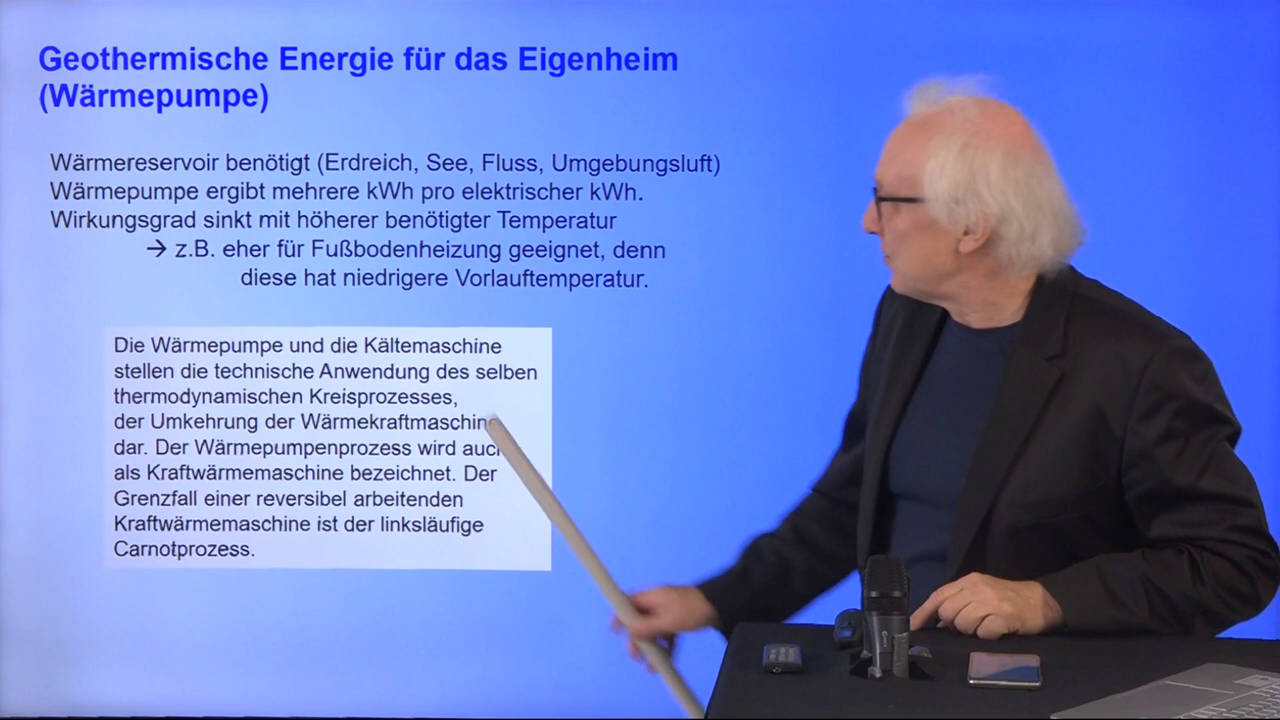 Geothermische Energie für das Eigenheim
(Wärmepumpe)
Wärmereservoir benötigt (Erdreich, See, Fluss, Umgebungsluft)
Wärmepumpe ergibt mehrere kWh pro elektrischer kWh.
Wirkungsgrad sinkt mit höherer benötigter Temperatur
→ z.B. eher für Fußbodenheizung geeignet, denn
diese hat niedrigere Vorlauftemperatur.
Die Wärmepumpe und die Kältemaschine
stellen die technische Anwendung des selben
thermodynamischen Kreisprozesses,
der Umkehrung der Wärmekraftmaschine
dar. Der Wärmepumpenprozess wird auch
als Kraftwärmemaschine bezeichnet. Der
Grenzfall einer reversibel arbeitenden
Kraftwärmemaschine ist der linksläufige
Carnotprozess.